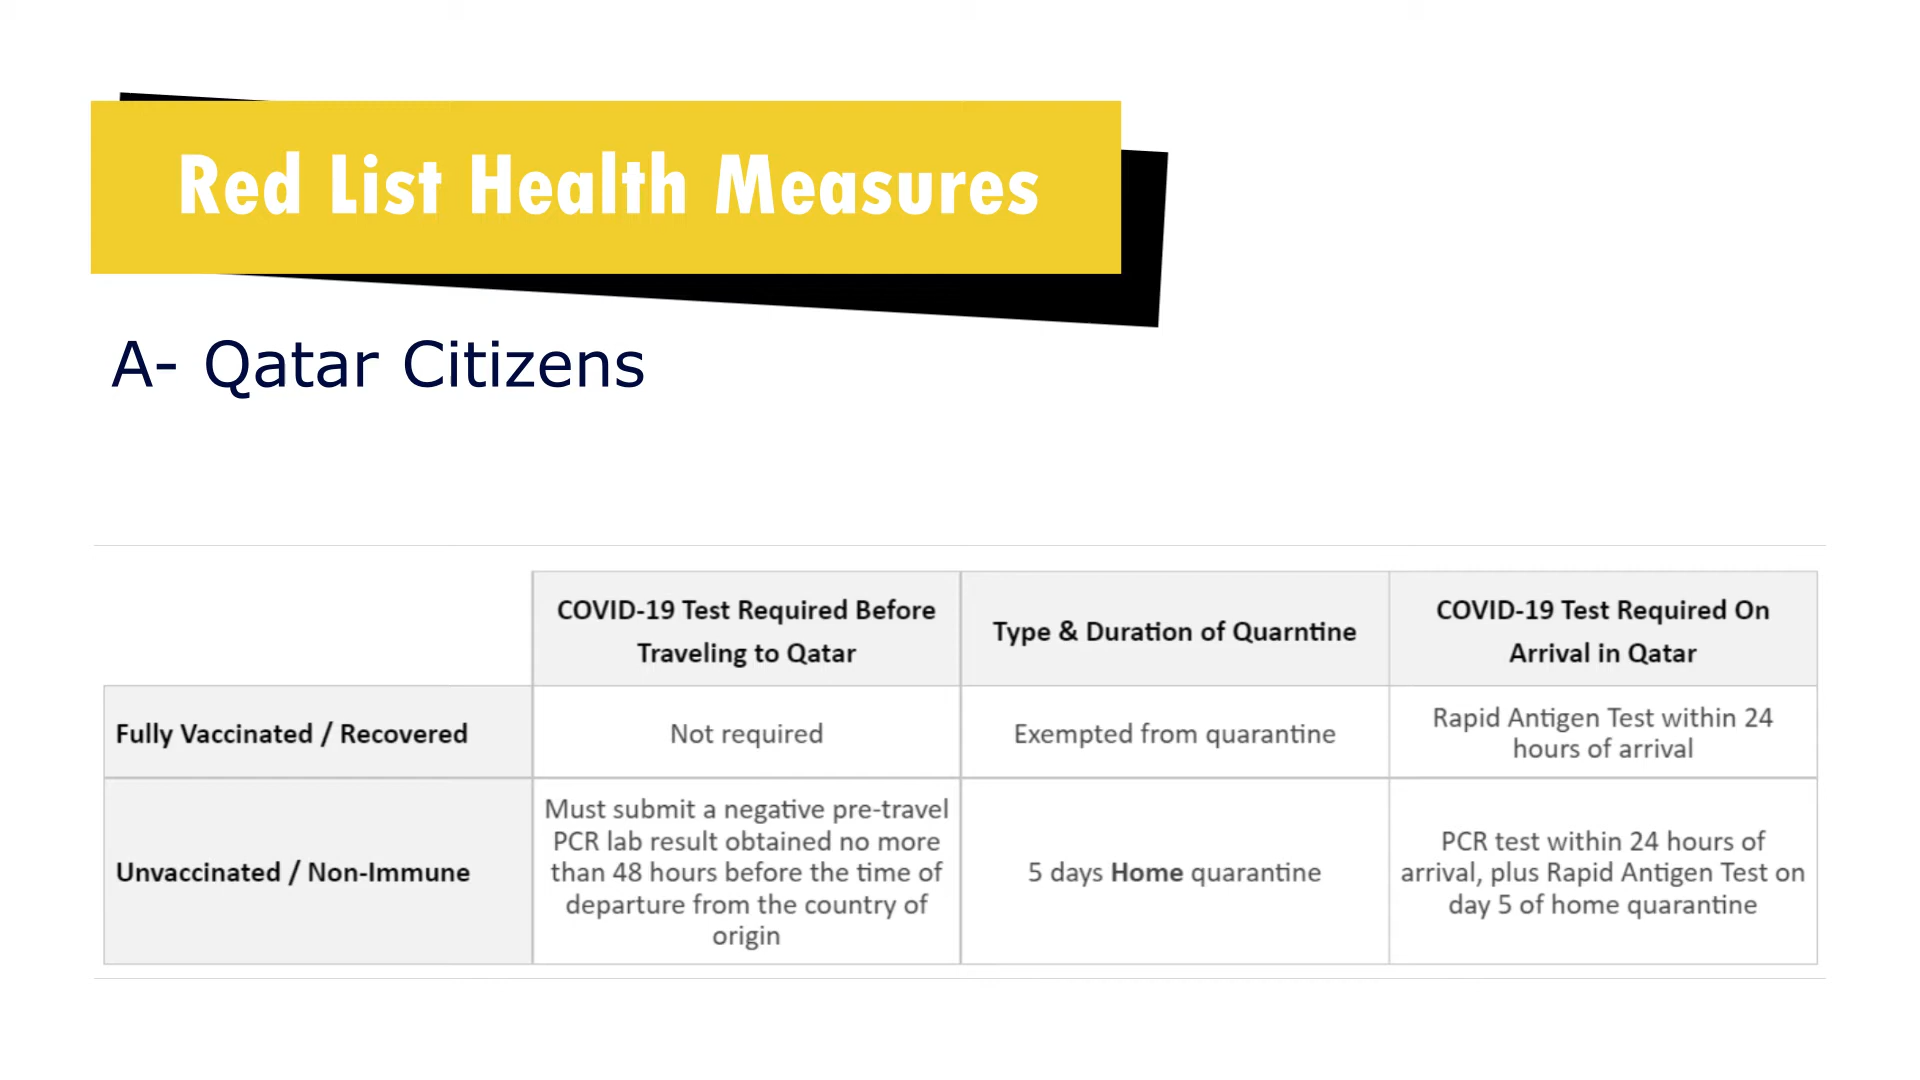 Red List Health Measures
A- Qatar Citizens
COVID-19 Test Required Before
Traveling to Qatar
Type & Duration of Quarntine
COVID-19 Test Required On
Arrival in Qatar
Fully Vaccinated / Recovered
Not required
Exempted from quarantine
Rapid Antigen Test within 24
hours of arrival
Unvaccinated / Non-Immune
Must submit a negative pre-travel
PCR lab result obtained no more
than 48 hours before the time of
departure from the country of
origin
5 days Home quarantine
PCR test within 24 hours of
arrival, plus Rapid Antigen Test on
day 5 of home quarantine